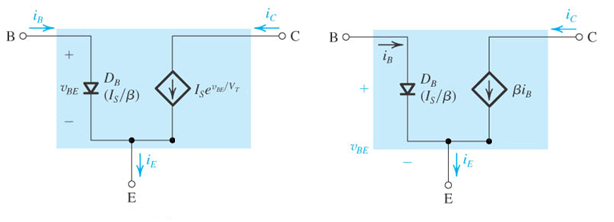 i_B
i_C
B
C
+
v_BE
D_B
(I_S/β)
I_S e^{v_BE/V_T}
−
i_E
E
i_C
B
C
i_B
+
D_B
(I_S/β)
βi_B
v_BE
−
i_E
E